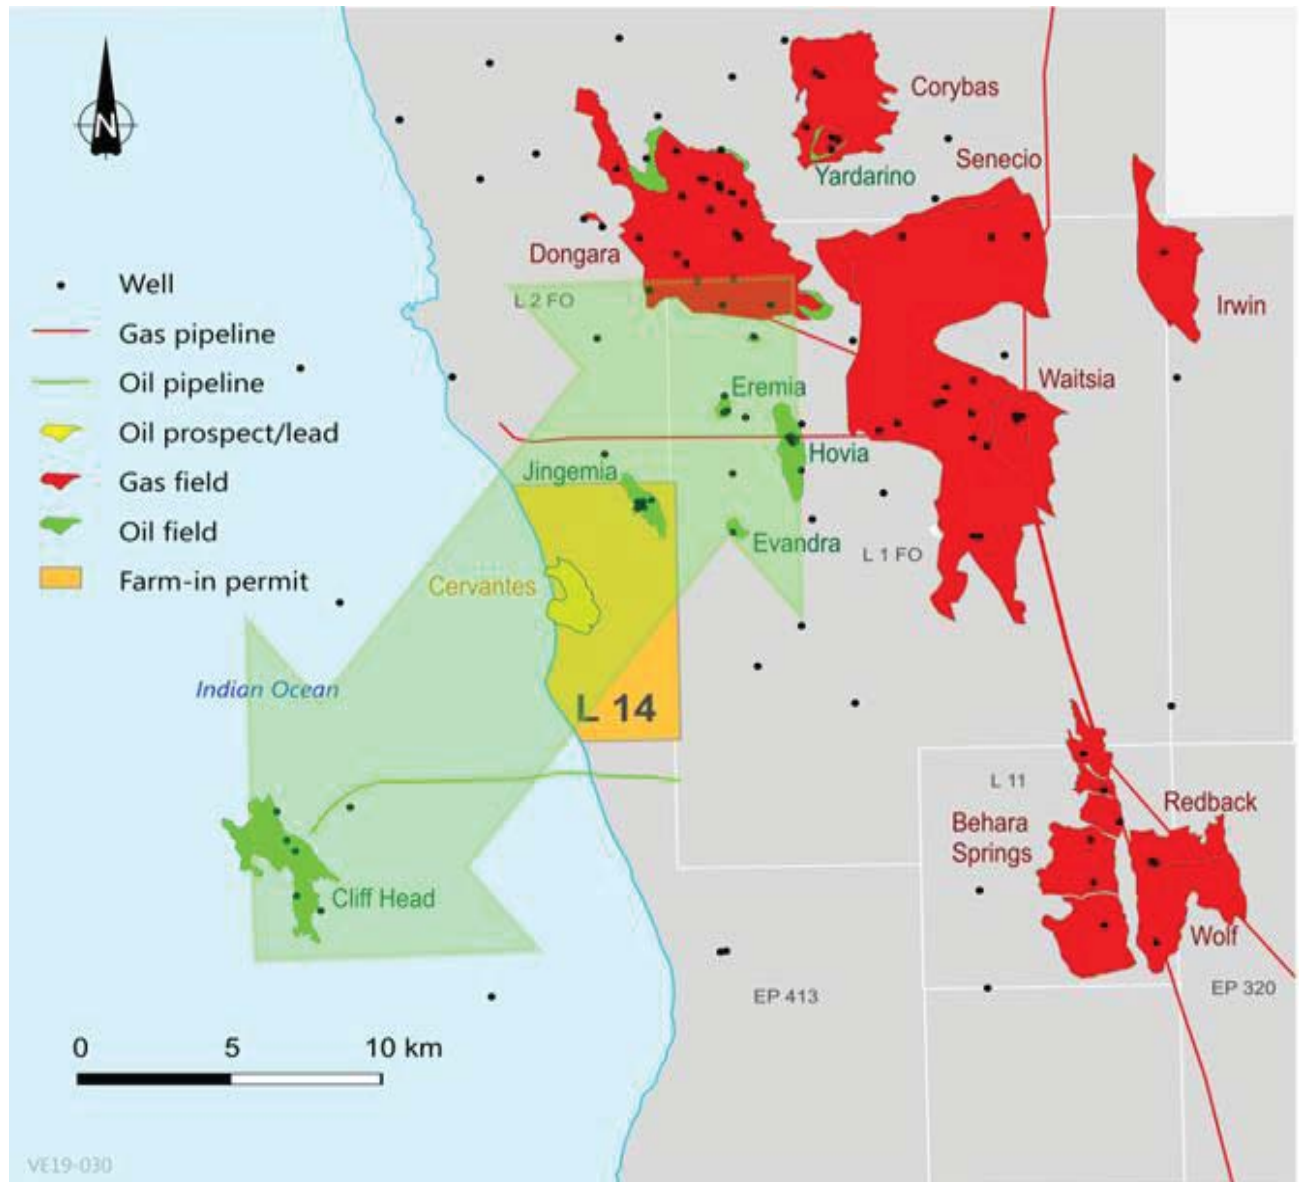 N
Corybas
Senecio
Yardarino
Dongara
Well
L 2 FO
Irwin
Gas pipeline
Oil pipeline
Eremia
Waitsia
Oil prospect/lead
Hovia
Jingemia
Gas field
Oil field
Evandra
L 1 FO
Farm-in permit
Cervantes
Indian Ocean
L 14
L 11
Redback
Behara
Springs
Cliff Head
Wolf
EP 413
EP 320
0 5 10 km
VE19-030